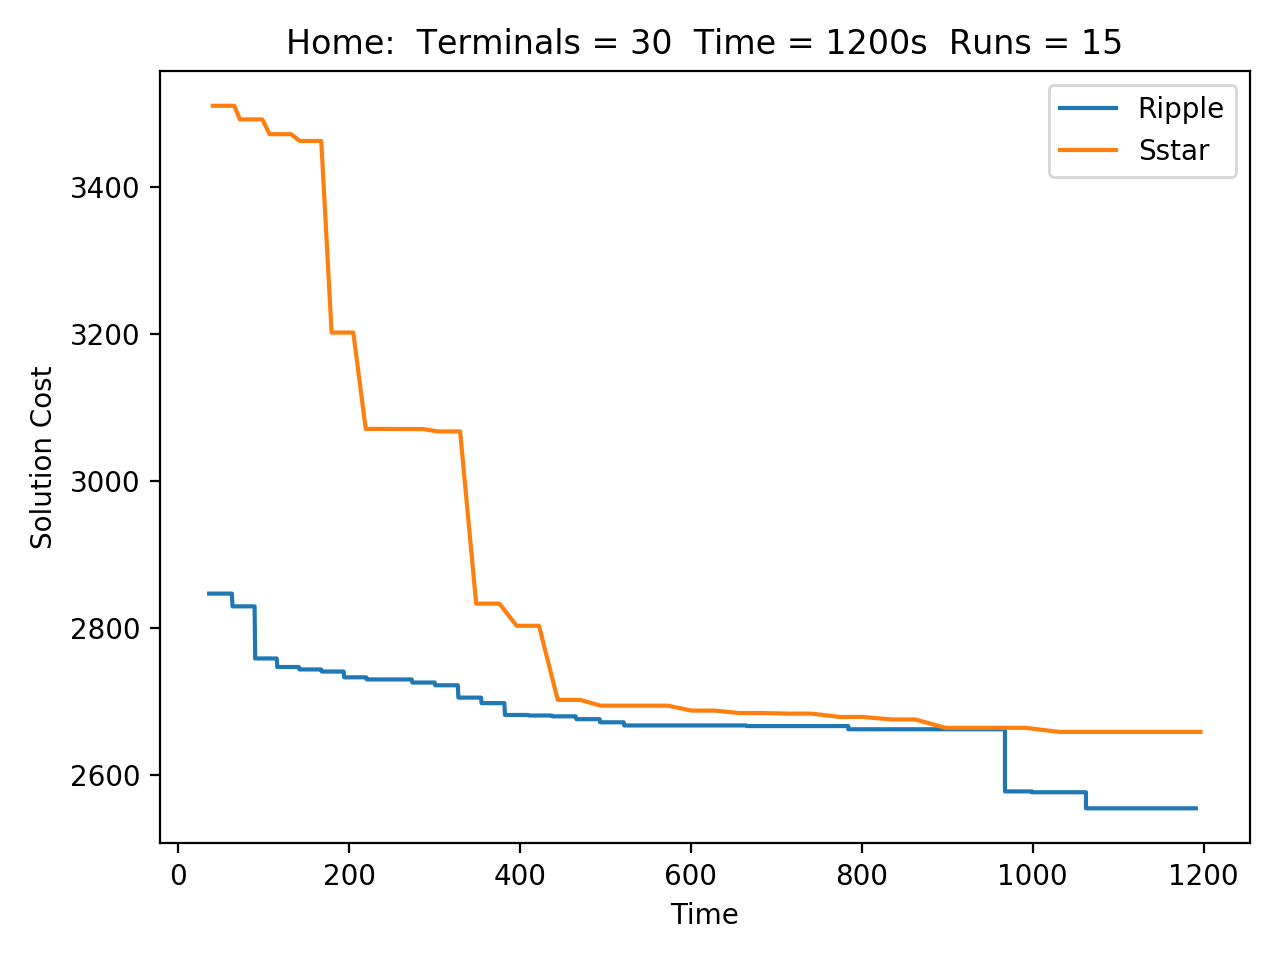 Home:  Terminals = 30  Time = 1200s  Runs = 15
Ripple
Sstar
3400
3200
3000
2800
2600
Solution Cost
0 200 400 600 800 1000 1200
Time